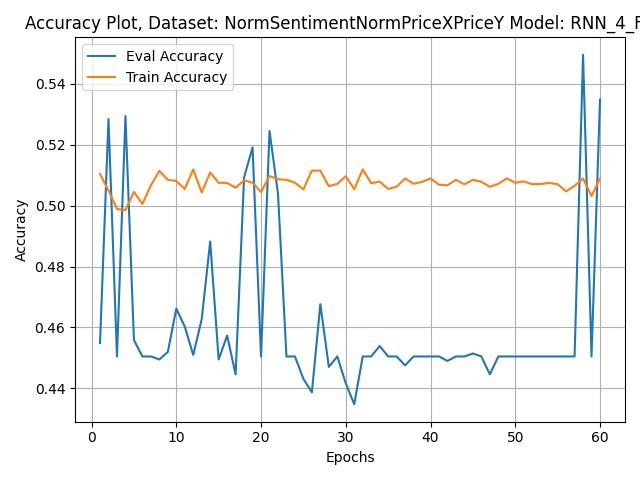 Accuracy Plot, Dataset: NormSentimentNormPriceXPriceY Model: RNN_4_F
Eval Accuracy
Train Accuracy
0.54
0.52
0.50
0.48
0.46
0.44
Accuracy
0 10 20 30 40 50 60
Epochs